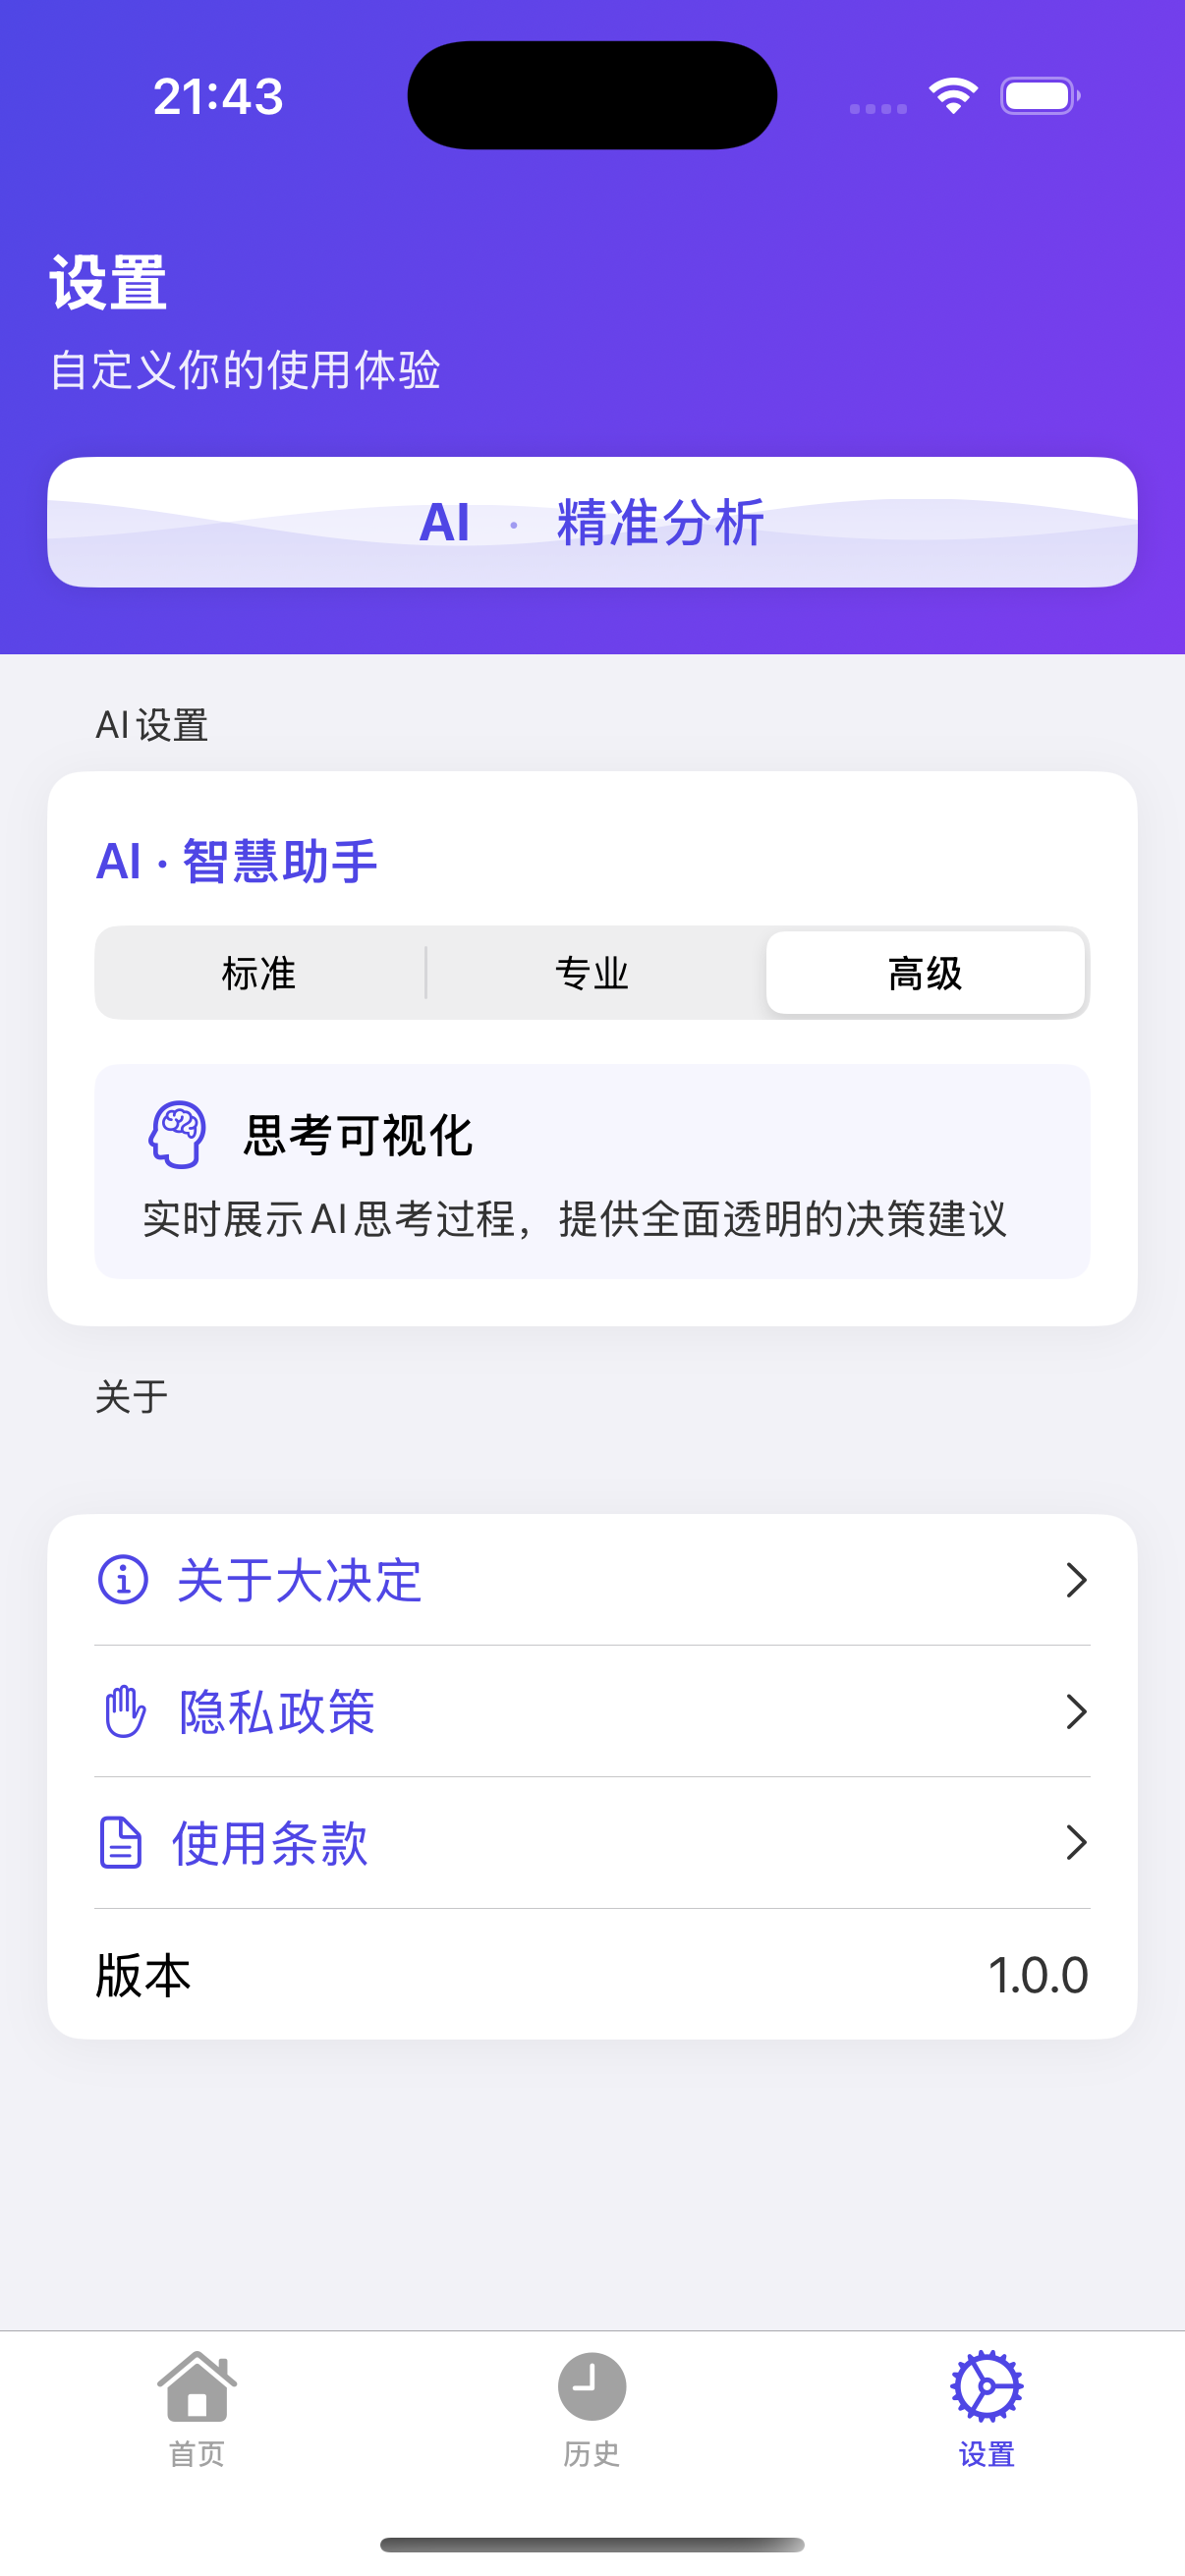 21:43
设置
自定义你的使用体验
AI · 精准分析
AI 设置
AI · 智慧助手
标准
专业
高级
思考可视化
实时展示 AI 思考过程，提供全面透明的决策建议
关于
关于大决定
隐私政策
使用条款
版本
1.0.0
首页
历史
设置